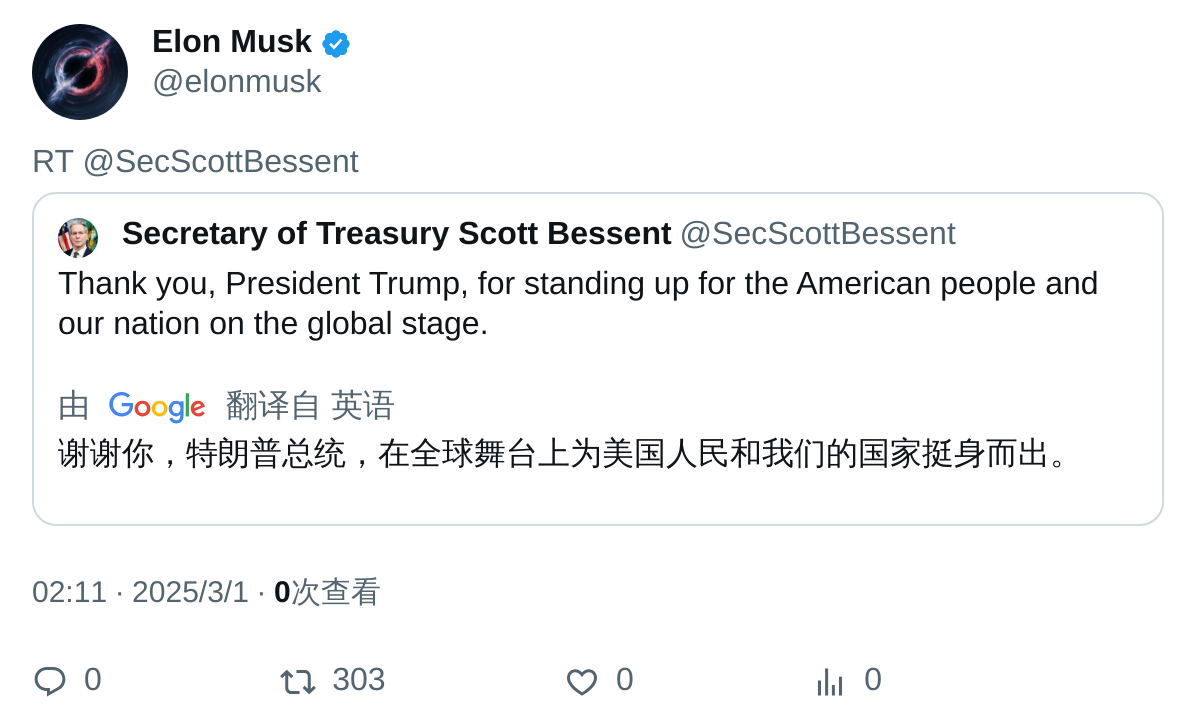 Elon Musk
@elonmusk
RT @SecScottBessent
Secretary of Treasury Scott Bessent @SecScottBessent
Thank you, President Trump, for standing up for the American people and
our nation on the global stage.
由 Google 翻译自 英语
谢谢你，特朗普总统，在全球舞台上为美国人民和我们的国家挺身而出。
02:11 · 2025/3/1 · 0次查看
0 303 0 0